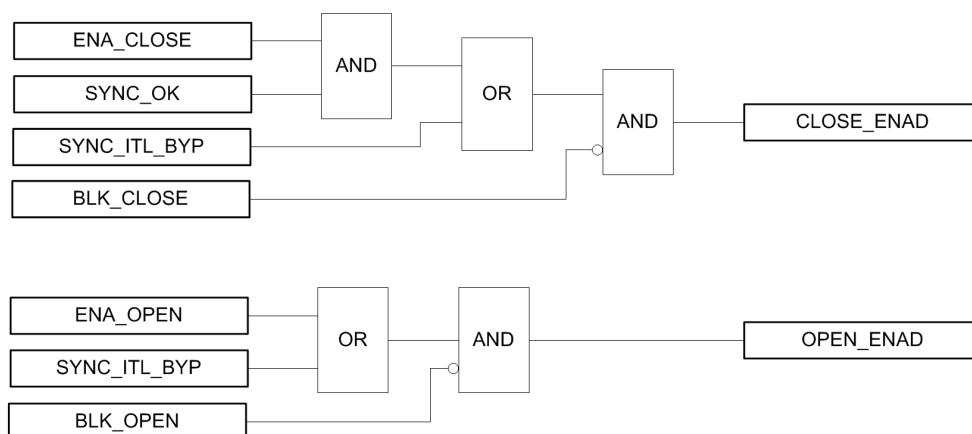 ENA_CLOSE
AND
SYNC_OK
OR
SYNC_ITL_BYP
AND
CLOSE_ENAD
BLK_CLOSE
ENA_OPEN
OR
AND
OPEN_ENAD
SYNC_ITL_BYP
BLK_OPEN